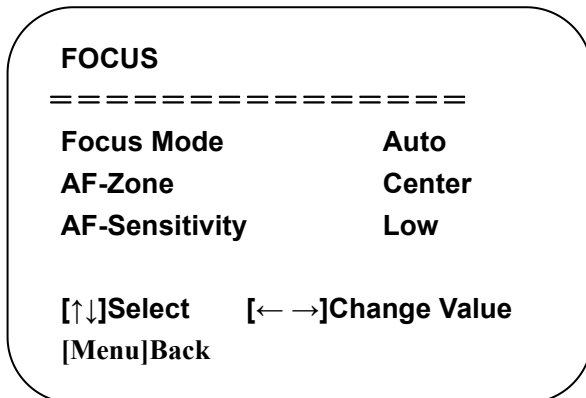 FOCUS
===============
Focus Mode Auto
AF-Zone Center
AF-Sensitivity Low
[↑↓]Select [← →]Change Value
[Menu]Back